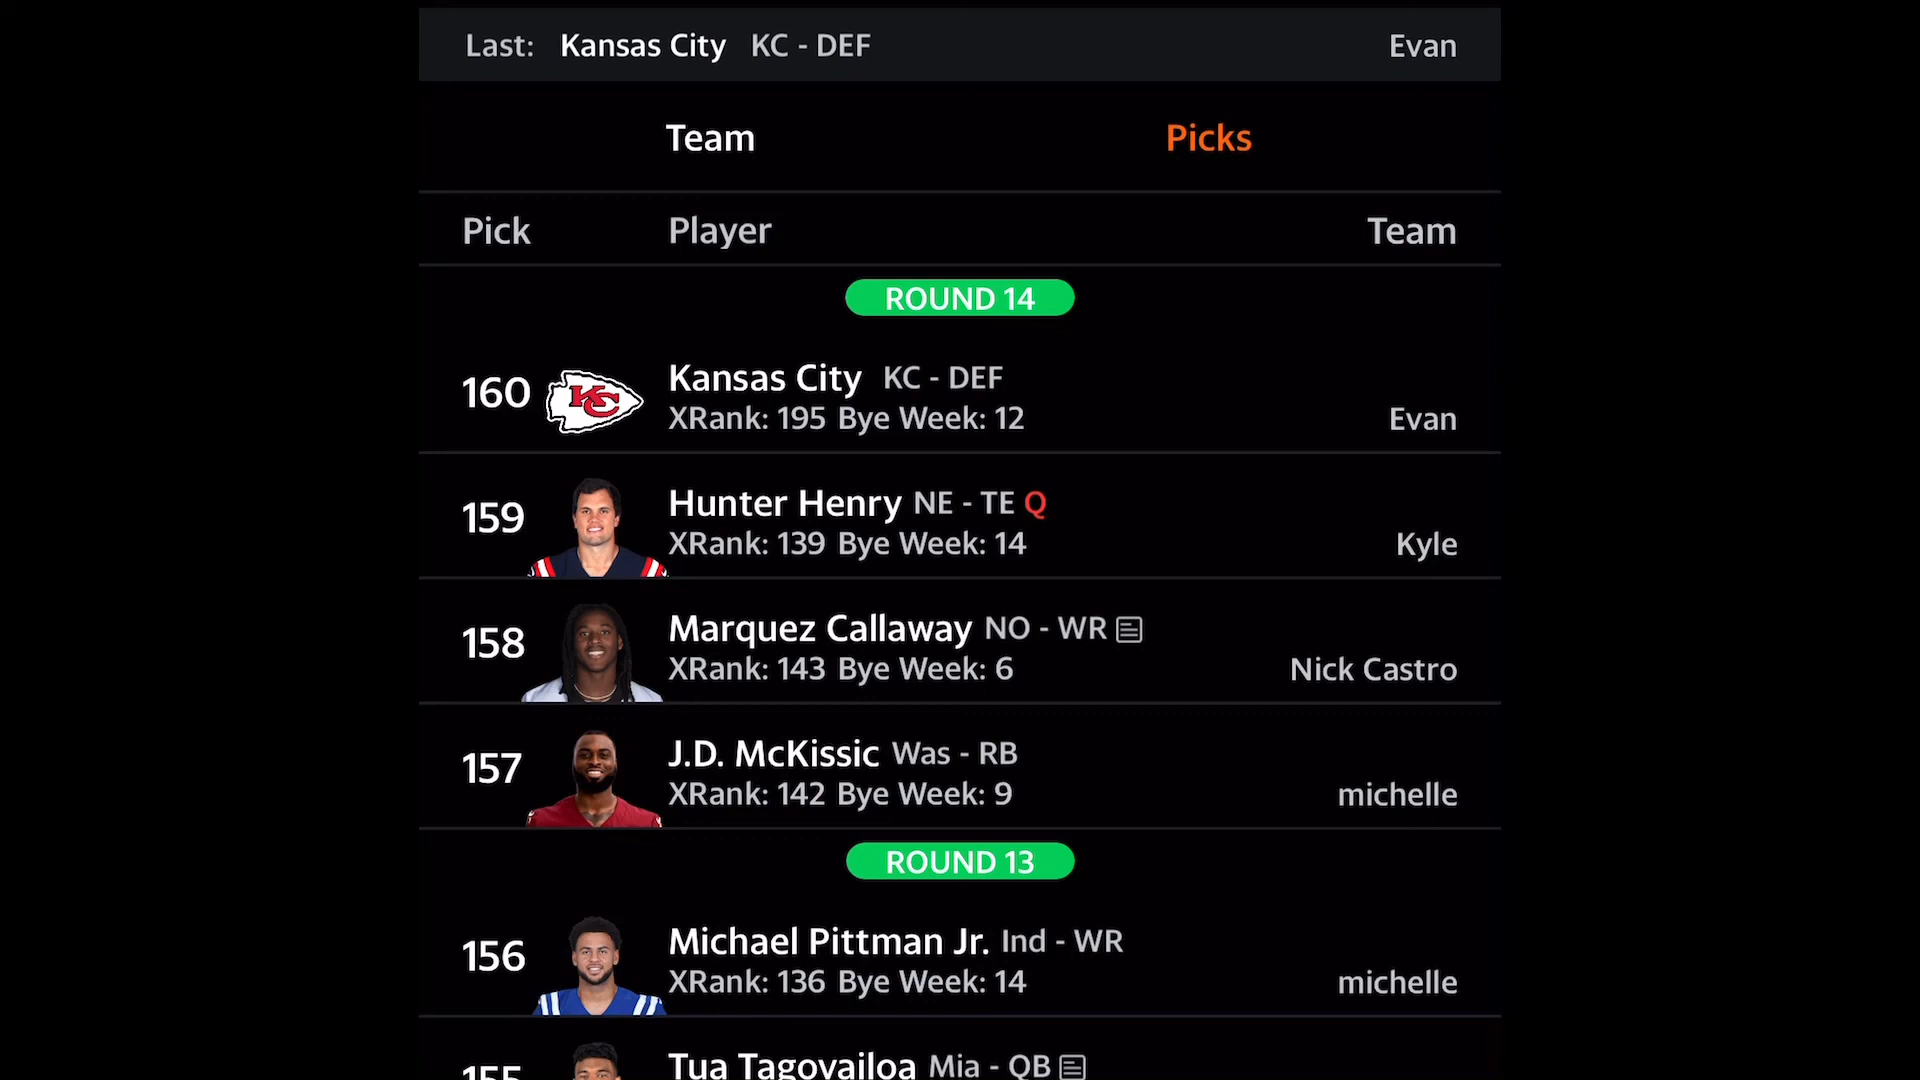 Last: Kansas City KC - DEF Evan
Team Picks
Pick Player Team
ROUND 14
160 KC Kansas City KC - DEF
XRank: 195 Bye Week: 12 Evan
159 Hunter Henry NE - TE Q
XRank: 139 Bye Week: 14 Kyle
158 Marquez Callaway NO - WR
XRank: 143 Bye Week: 6 Nick Castro
157 J.D. McKissic Was - RB
XRank: 142 Bye Week: 9 michelle
ROUND 13
156 Michael Pittman Jr. Ind - WR
XRank: 136 Bye Week: 14 michelle
155 Tua Tagovailoa Mia - QB